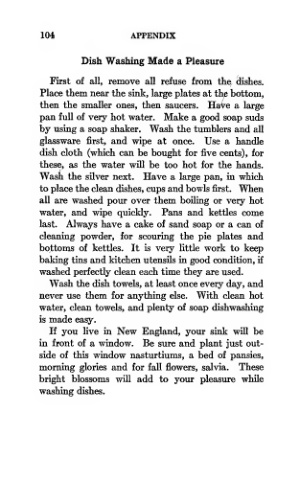 104 APPENDIX
Dish Washing Made a Pleasure
First of all, remove all refuse from the dishes.
Place them near the sink, large plates at the bottom,
then the smaller ones, then saucers. Have a large
pan full of very hot water. Make a good soap suds
by using a soap shaker. Wash the tumblers and all
glassware first, and wipe at once. Use a handle
dish cloth (which can be bought for five cents), for
these, as the water will be too hot for the hands.
Wash the silver next. Have a large pan, in which
to place the clean dishes, cups and bowls first. When
all are washed pour over them boiling or very hot
water, and wipe quickly. Pans and kettles come
last. Always have a cake of sand soap or a can of
cleaning powder, for scouring the pie plates and
bottoms of kettles. It is very little work to keep
baking tins and kitchen utensils in good condition, if
washed perfectly clean each time they are used.
Wash the dish towels, at least once every day, and
never use them for anything else. With clean hot
water, clean towels, and plenty of soap dishwashing
is made easy.
If you live in New England, your sink will be
in front of a window. Be sure and plant just out-
side of this window nasturtiums, a bed of pansies,
morning glories and for fall flowers, salvia. These
bright blossoms will add to your pleasure while
washing dishes.